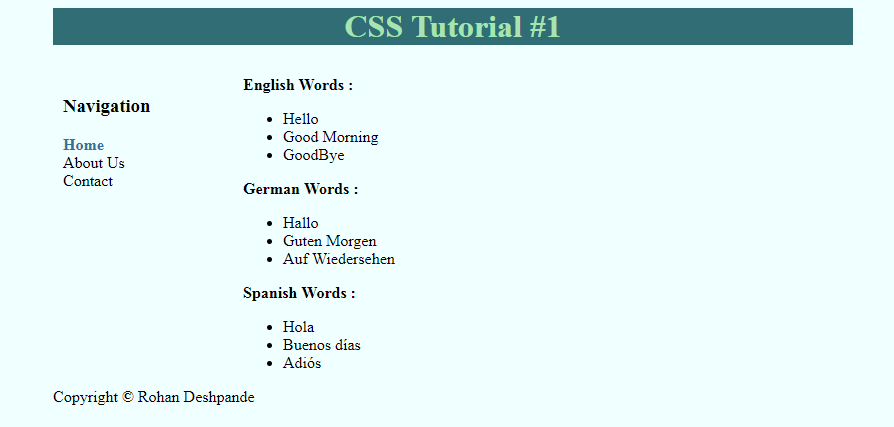 CSS Tutorial #1
Navigation
Home
About Us
Contact
English Words :
Hello
Good Morning
GoodBye
German Words :
Hallo
Guten Morgen
Auf Wiedersehen
Spanish Words :
Hola
Buenos días
Adiós
Copyright © Rohan Deshpande